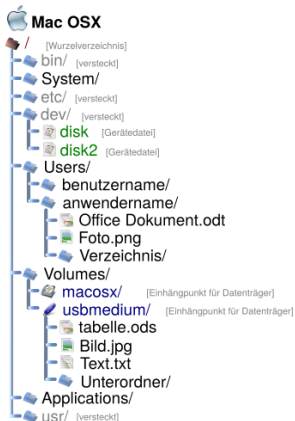 Mac OSX
/ [Wurzelverzeichnis]
bin/ [versteckt]
System/
etc/ [versteckt]
dev/ [versteckt]
disk [Gerätedatei]
disk2 [Gerätedatei]
Users/
benutzername/
anwendername/
Office Dokument.odt
Foto.png
Verzeichnis/
Volumes/
macosx/ [Einhängpunkt für Datenträger]
usbmedium/ [Einhängpunkt für Datenträger]
tabelle.ods
Bild.jpg
Text.txt
Unterordner/
Applications/
usr/ [versteckt]